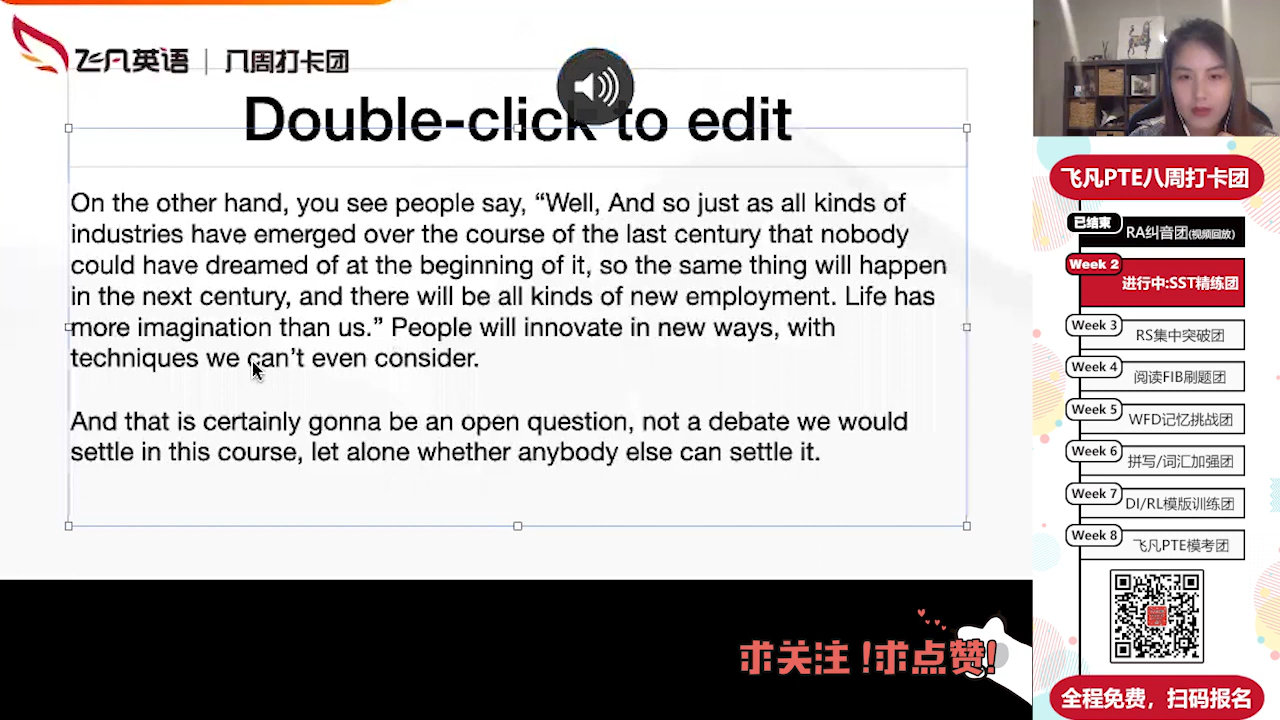 飞凡英语 | 八周打卡团
Double-click to edit
On the other hand, you see people say, “Well, And so just as all kinds of
industries have emerged over the course of the last century that nobody
could have dreamed of at the beginning of it, so the same thing will happen
in the next century, and there will be all kinds of new employment. Life has
more imagination than us.” People will innovate in new ways, with
techniques we can’t even consider.
And that is certainly gonna be an open question, not a debate we would
settle in this course, let alone whether anybody else can settle it.
求关注!求点赞!
飞凡PTE八周打卡团
已结束
RA纠音团(视频回放)
Week 2
进行中:SST精练团
Week 3
RS集中突破团
Week 4
阅读FIB刷题团
Week 5
WFD记忆挑战团
Week 6
拼写/词汇加强团
Week 7
DI/RL模版训练团
Week 8
飞凡PTE模考团
全程免费，扫码报名